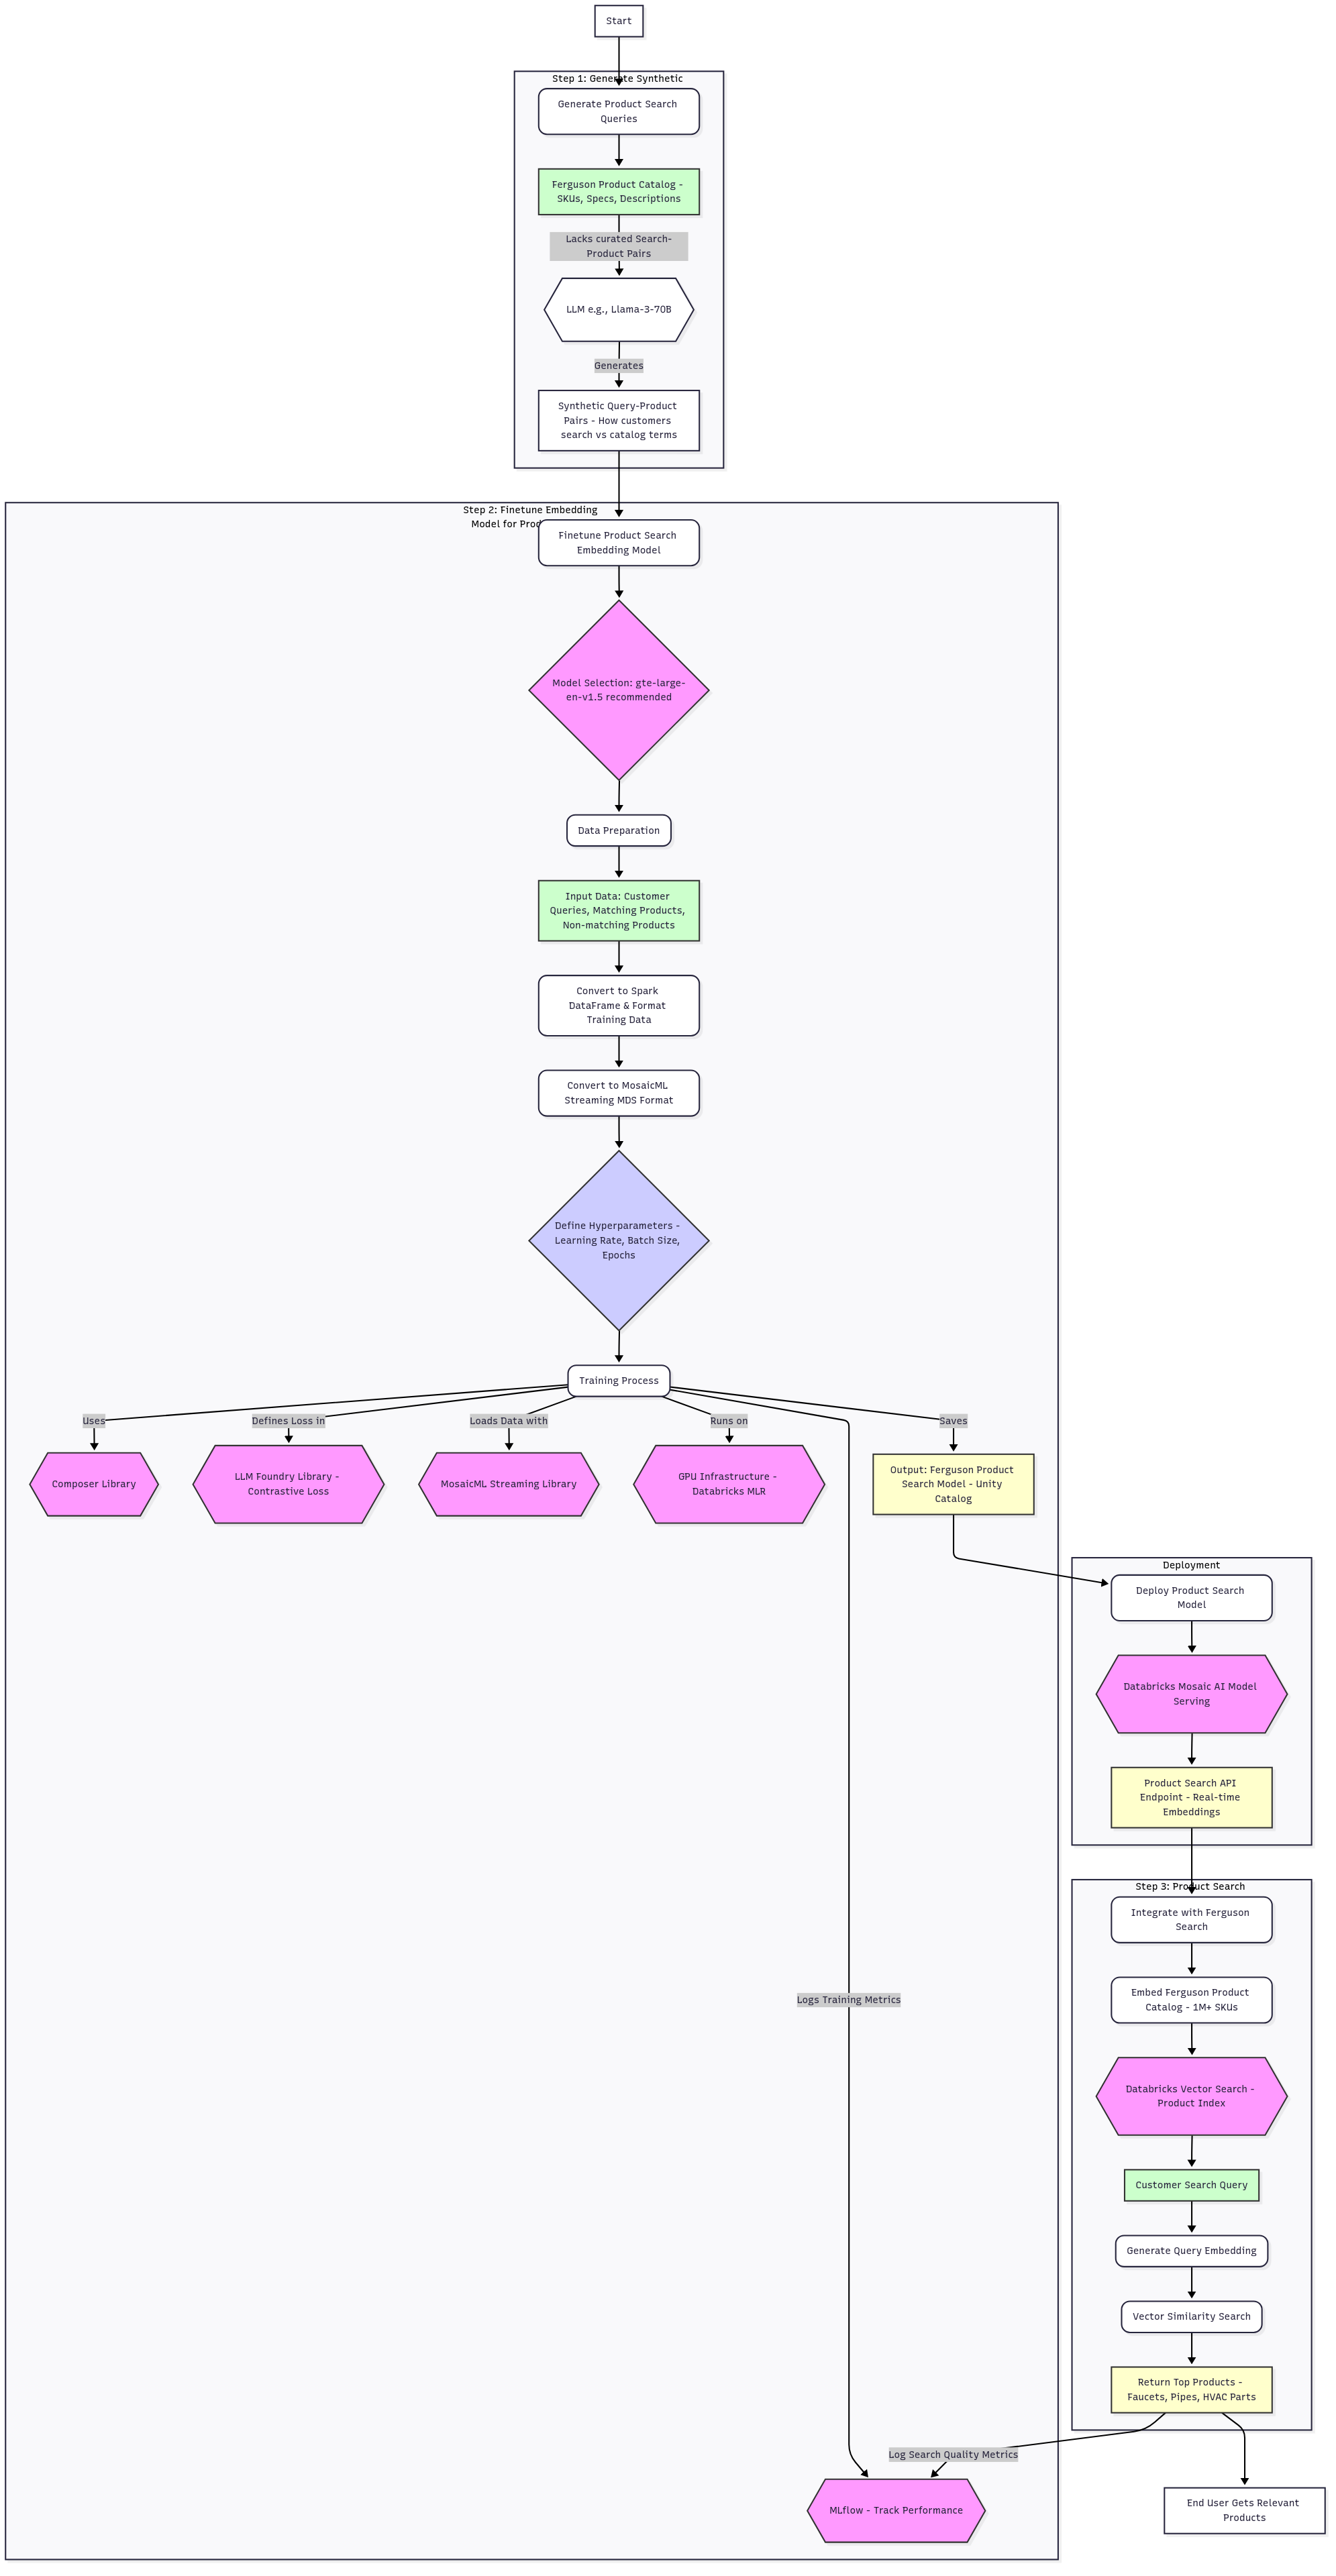 Start
Step 1: Generate Synthetic
Generate Product Search
Queries
Ferguson Product Catalog -
SKUs, Specs, Descriptions
Lacks curated Search-
Product Pairs
LLM e.g., Llama-3-70B
Generates
Synthetic Query-Product
Pairs - How customers
search vs catalog terms
Step 2: Finetune Embedding
Model for
Finetune Product Search
Embedding Model
Model Selection: gte-large-
en-v1.5 recommended
Data Preparation
Input Data: Customer
Queries, Matching Products,
Non-matching Products
Convert to Spark
DataFrame & Format
Training Data
Convert to MosaicML
Streaming MDS Format
Define Hyperparameters -
Learning Rate, Batch Size,
Epochs
Training Process
Uses
Defines Loss in
Loads Data with
Runs on
Saves
Composer Library
LLM Foundry Library -
Contrastive Loss
MosaicML Streaming Library
GPU Infrastructure -
Databricks MLR
Output: Ferguson Product
Search Model - Unity
Catalog
Deployment
Deploy Product Search
Model
Databricks Mosaic AI Model
Serving
Product Search API
Endpoint - Real-time
Embeddings
Step 3: Product Search
Integrate with Ferguson
Search
Embed Ferguson Product
Catalog - 1M+ SKUs
Logs Training Metrics
Databricks Vector Search -
Product Index
Customer Search Query
Generate Query Embedding
Vector Similarity Search
Return Top Products -
Faucets, Pipes, HVAC Parts
Log Search Quality Metrics
MLflow - Track Performance
End User Gets Relevant
Products